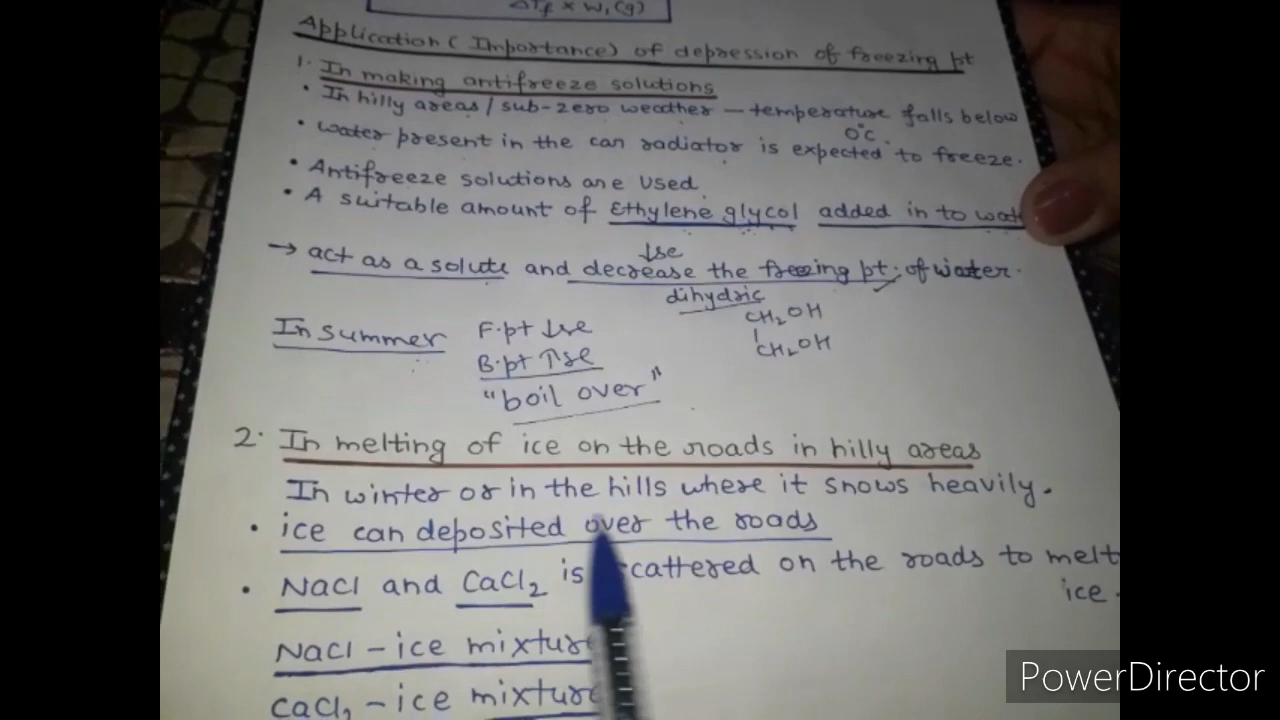 ΔTf × W1(g)
Application (Importance) of depression of freezing pt
1. In making antifreeze solutions
• In hilly areas / sub-zero weather — temperature falls below 0°C.
• Water present in the car radiator is expected to freeze.
• Antifreeze solutions are used.
• A suitable amount of Ethylene glycol added in to
→ act as a solute and decrease the freezing pt. of water.
↓se
dihydric
CH2OH
CH2OH
In summer
F.pt ↓se
B.pt ↑se
"boil over"
2. In melting of ice on the roads in hilly areas
In winter or in the hills where it snows heavily.
• ice can deposited over the roads
• NaCl and CaCl2 is scattered on the roads to melt ice.
NaCl - ice mixture
CaCl2 - ice mixture
PowerDirector